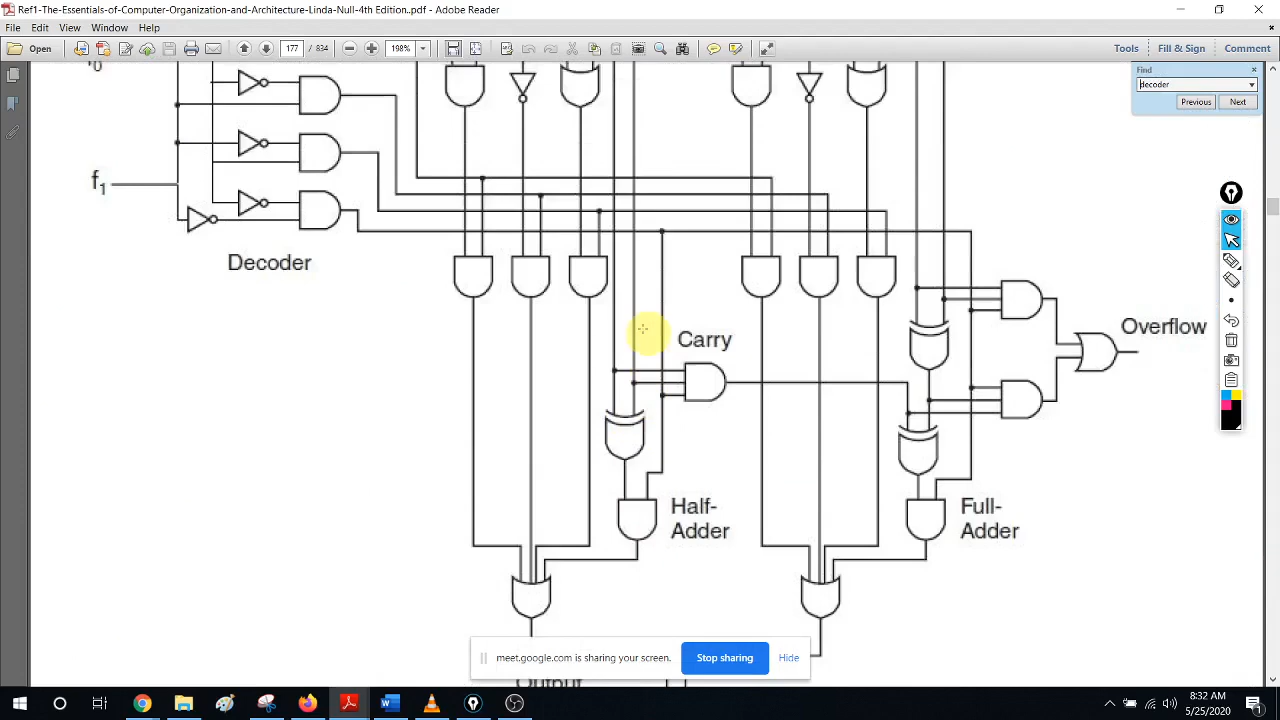 Ref1-The-Essentials-of-Computer-Organization-and-Architecture-Linda-Null-4th Edition..pdf - Adobe Reader
File Edit View Window Help
Open 177 / 834 198% Tools Fill & Sign Comment
Find
decoder
Previous Next
f1
Decoder
Carry
Overflow
Half-
Adder
Full-
Adder
meet.google.com is sharing your screen. Stop sharing Hide
Output
8:32 AM
5/25/2020